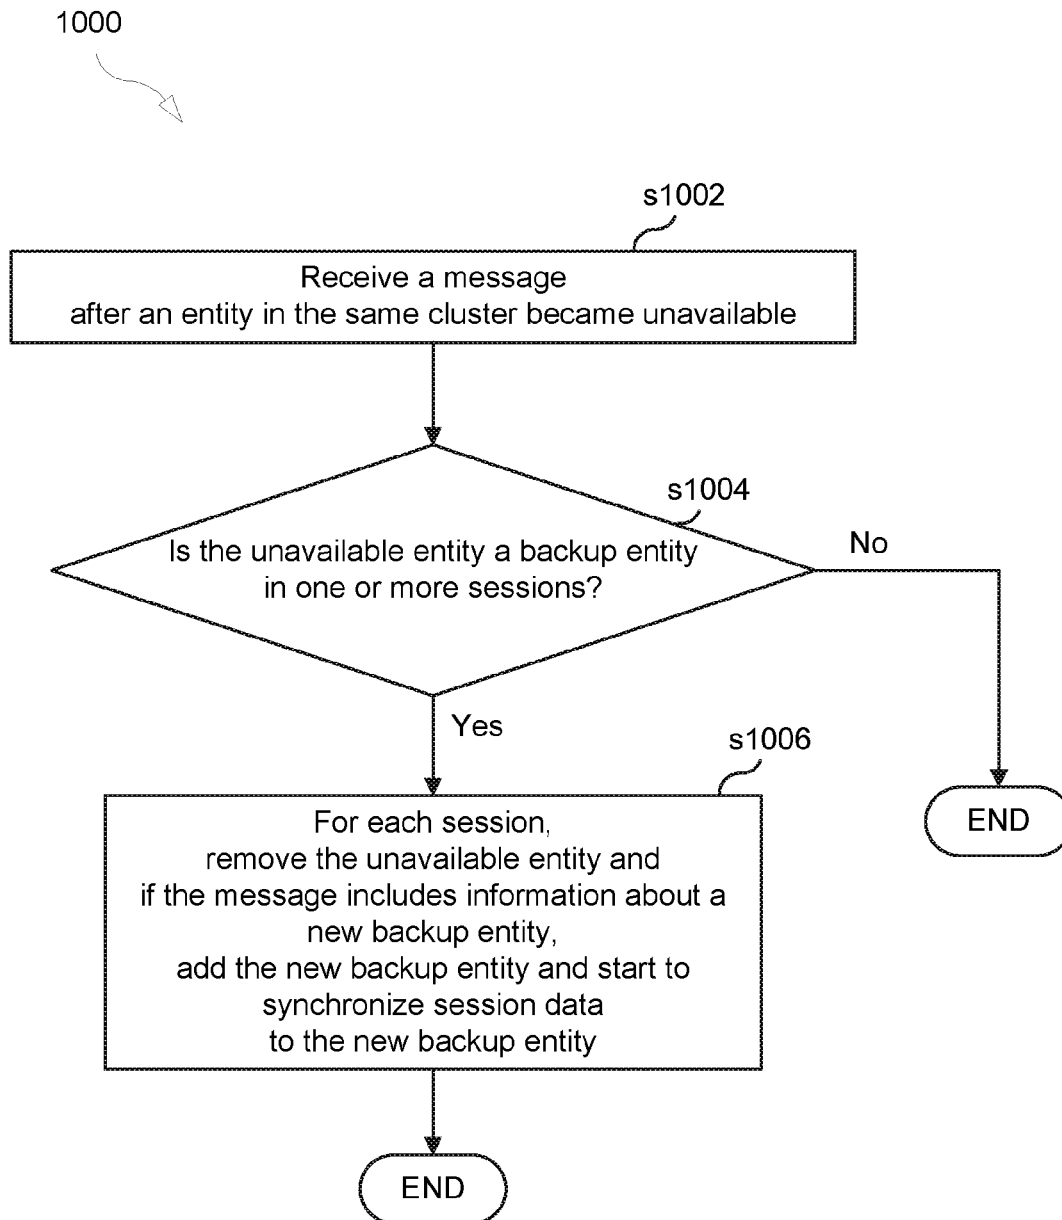 1000
s1002
Receive a message
after an entity in the same cluster became unavailable
s1004
Is the unavailable entity a backup entity
in one or more sessions?
No
Yes
s1006
For each session,
remove the unavailable entity and
if the message includes information about a
new backup entity,
add the new backup entity and start to
synchronize session data
to the new backup entity
END
END